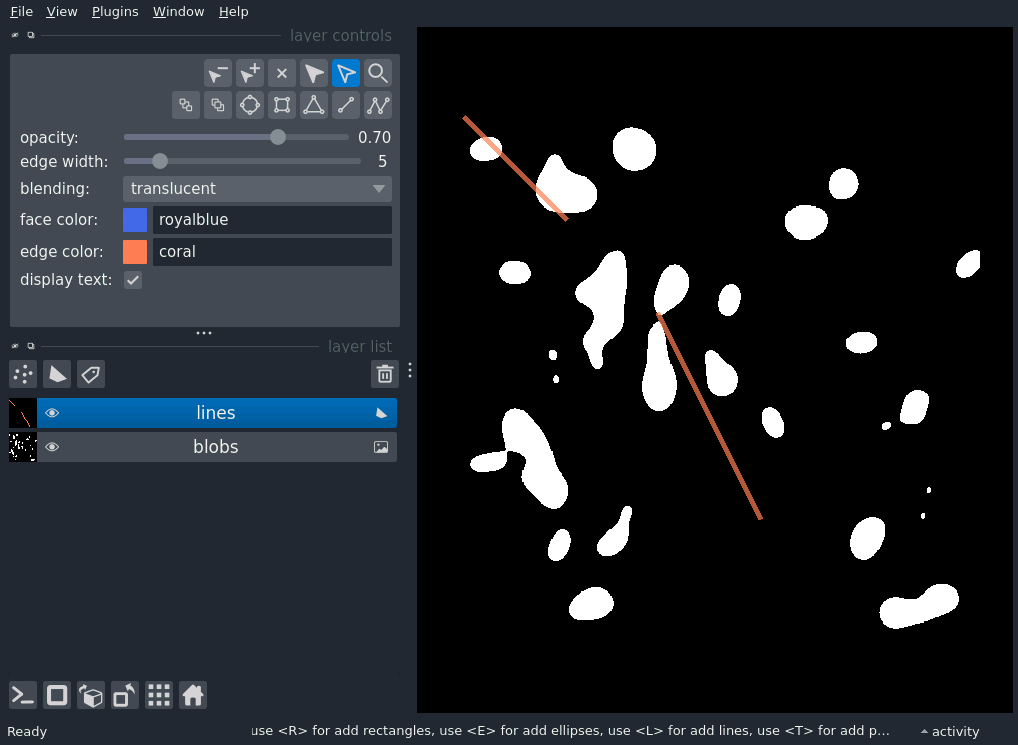 File View Plugins Window Help
layer controls
opacity: 0.70
edge width: 5
blending: translucent
face color: royalblue
edge color: coral
display text:
layer list
lines
blobs
Ready use <R> for add rectangles, use <E> for add ellipses, use <L> for add lines, use <T> for add p... activity